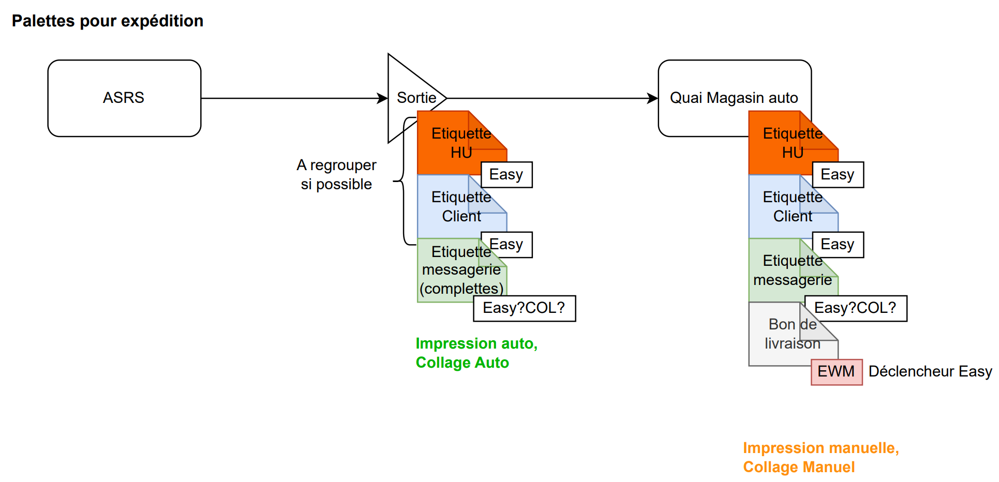 Palettes pour expédition
ASRS
Sortie
Quai Magasin auto
A regrouper
si possible
Etiquette
HU
Easy
Etiquette
Client
Easy
Etiquette
messagerie
(complettes)
Easy?COL?
Impression auto,
Collage Auto
Etiquette
HU
Easy
Etiquette
Client
Easy
Etiquette
messagerie
Easy?COL?
Bon de
livraison
EWM
Déclencheur Easy
Impression manuelle,
Collage Manuel